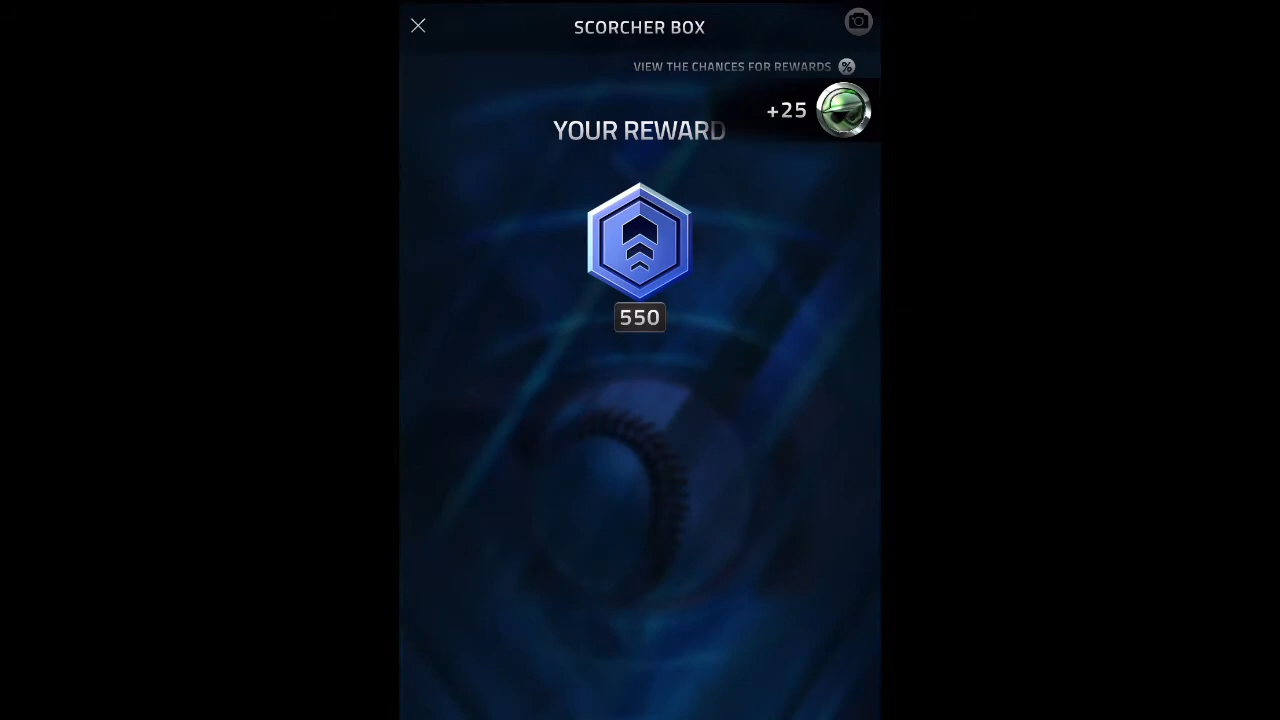 SCORCHER BOX
VIEW THE CHANCES FOR REWARDS %
+25
YOUR REWARD
550